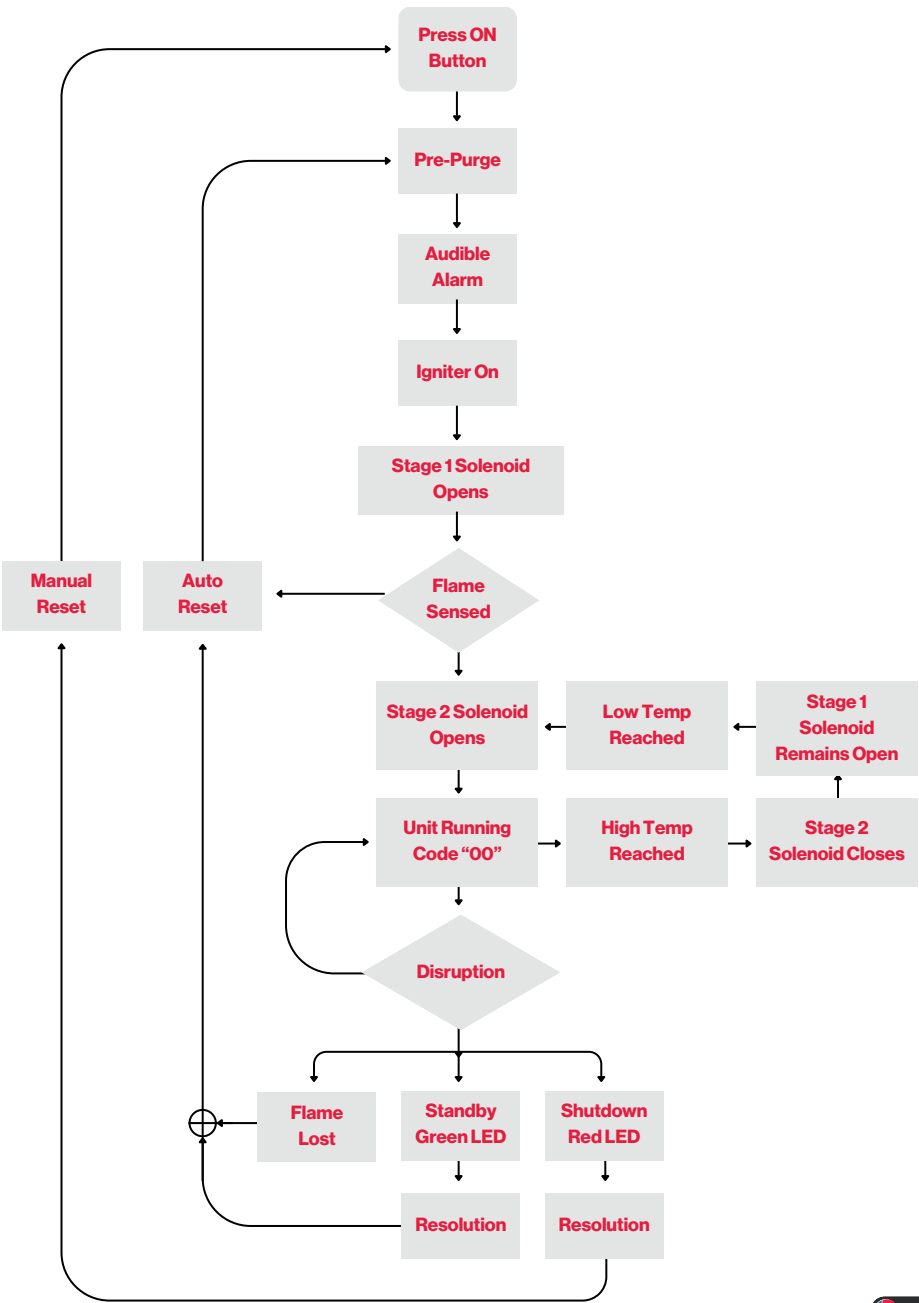 Press ON
Button
Pre-Purge
Audible
Alarm
Igniter On
Stage 1 Solenoid
Opens
Manual
Reset
Auto
Reset
Flame
Sensed
Stage 2 Solenoid
Opens
Low Temp
Reached
Stage 1
Solenoid
Remains Open
Unit Running
Code “00”
High Temp
Reached
Stage 2
Solenoid Closes
Disruption
Flame
Lost
Standby
Green LED
Shutdown
Red LED
Resolution
Resolution